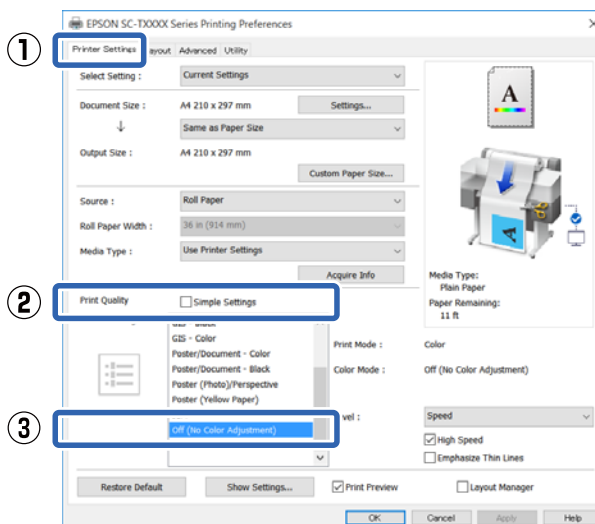 EPSON SC-TXXXX Series Printing Preferences
1
Printer Settings ayout Advanced Utility
Select Setting : Current Settings
Document Size : A4 210 x 297 mm Settings...
Same as Paper Size
Output Size : A4 210 x 297 mm
Custom Paper Size...
Source : Roll Paper
Roll Paper Width : 36 in (914 mm)
Media Type : Use Printer Settings
Acquire Info
A
Media Type:
Plain Paper
Paper Remaining:
11 ft
2
Print Quality Simple Settings
GIS - Color
Poster/Document - Color
Poster/Document - Black
Poster (Photo)/Perspective
Poster (Yellow Paper)
Print Mode : Color
Color Mode : Off (No Color Adjustment)
3
Off (No Color Adjustment)
vel : Speed
High Speed
Emphasize Thin Lines
Restore Default Show Settings... Print Preview Layout Manager
OK Cancel Apply Help